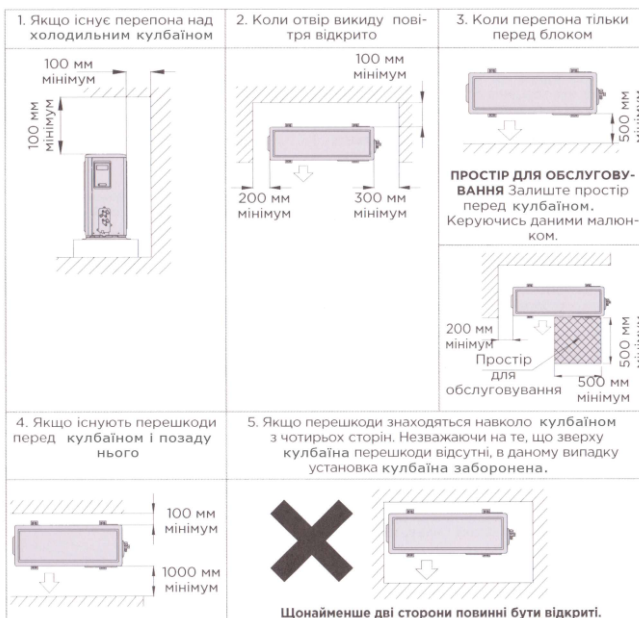 1. Якщо існує перепона над
холодильним кулбаїном
100 мм
мінімум
100 мм
мінімум
2. Коли отвір викиду пові-
тря відкрито
100 мм
мінімум
200 мм
мінімум
300 мм
мінімум
3. Коли перепона тільки
перед блоком
500 мм
мінімум
ПРОСТІР ДЛЯ ОБСЛУГОВУ-
ВАННЯ Залиште простір
перед кулбаїном.
Керуючись даними малюн-
ком.
200 мм
мінімум
Простір
для
обслуговування
500 мм
мінімум
500 мм
мінімум
4. Якщо існують перешкоди
перед кулбаїном і позаду
нього
100 мм
мінімум
1000 мм
мінімум
5. Якщо перешкоди знаходяться навколо кулбаїном
з чотирьох сторін. Незважаючи на те, що зверху
кулбаїна перешкоди відсутні, в даному випадку
установка кулбаїна заборонена.
Щонайменше дві сторони повинні бути відкриті.